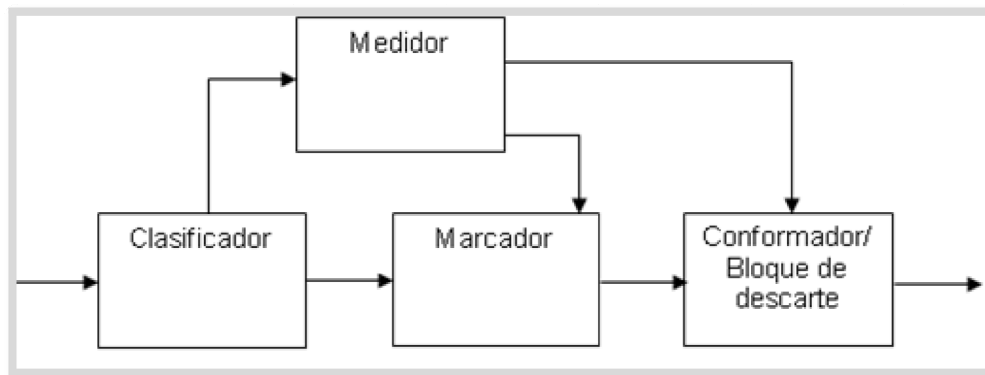 Medidor
Clasificador
Marcador
Conformador/
Bloque de
descarte